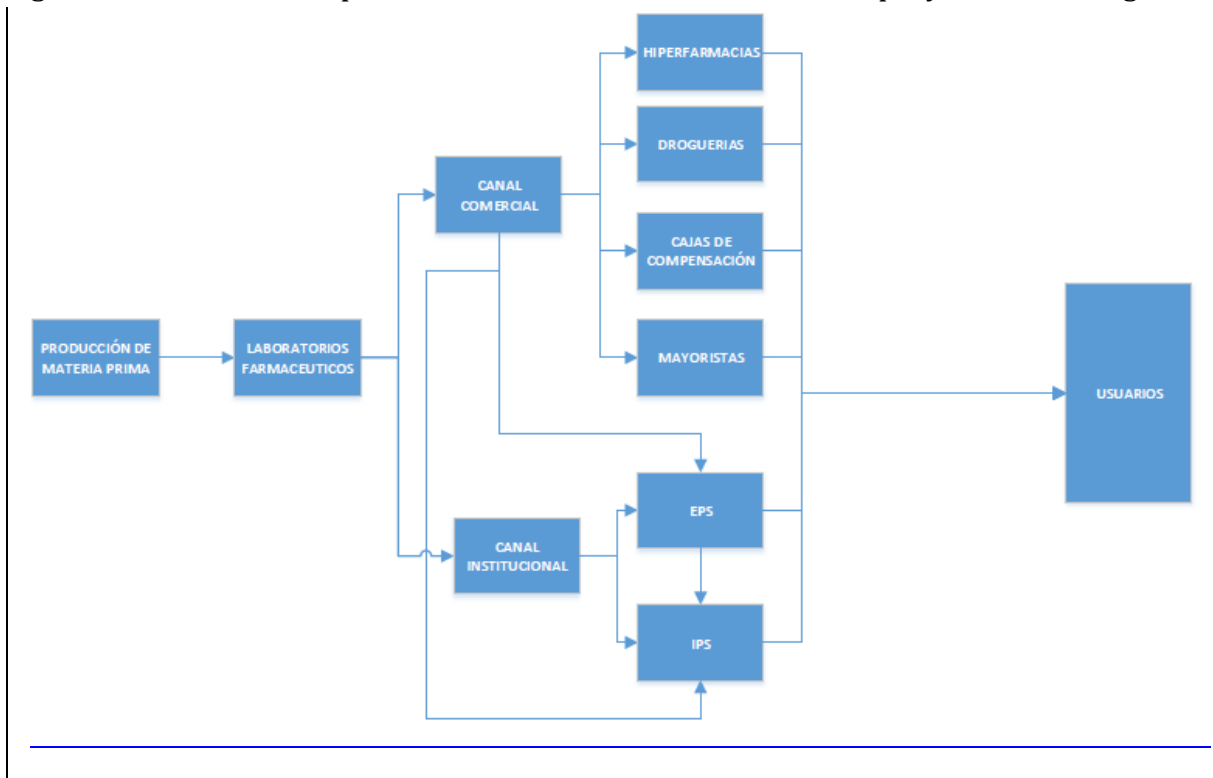 HIPERFARMACIAS
DROGUERIAS
CANAL
COMERCIAL
CAJAS DE
COMPENSACIÓN
PRODUCCIÓN DE
MATERIA PRIMA
LABORATORIOS
FARMACEUTICOS
MAYORISTAS
USUARIOS
EPS
CANAL
INSTITUCIONAL
IPS